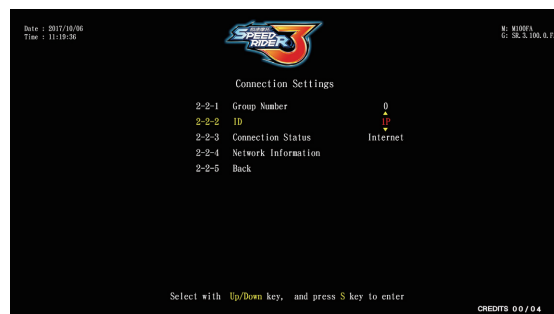 Date : 2017/10/06
Time : 11:19:36
M: M100FA
G: SR.3.100.0.F
SPEED
RIDER
3
Connection Settings
2-2-1 Group Number 0
2-2-2 ID 1P
2-2-3 Connection Status Internet
2-2-4 Network Information
2-2-5 Back
Select with Up/Down key, and press S key to enter
CREDITS 00/04